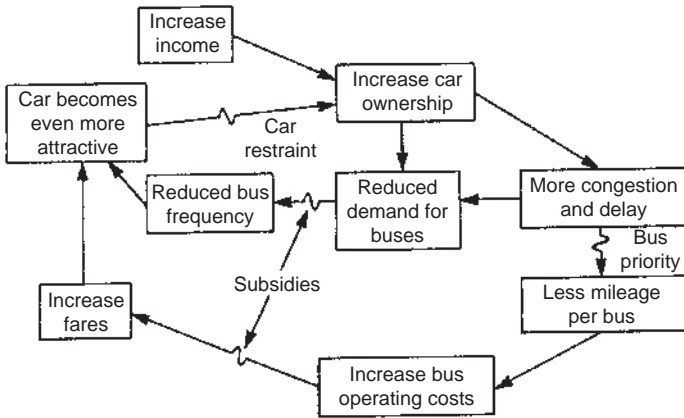 Increase
income
Increase car
ownership
Car becomes
even more
attractive
Car
restraint
Reduced bus
frequency
Reduced
demand for
buses
More congestion
and delay
Bus
priority
Subsidies
Increase
fares
Less mileage
per bus
Increase bus
operating costs